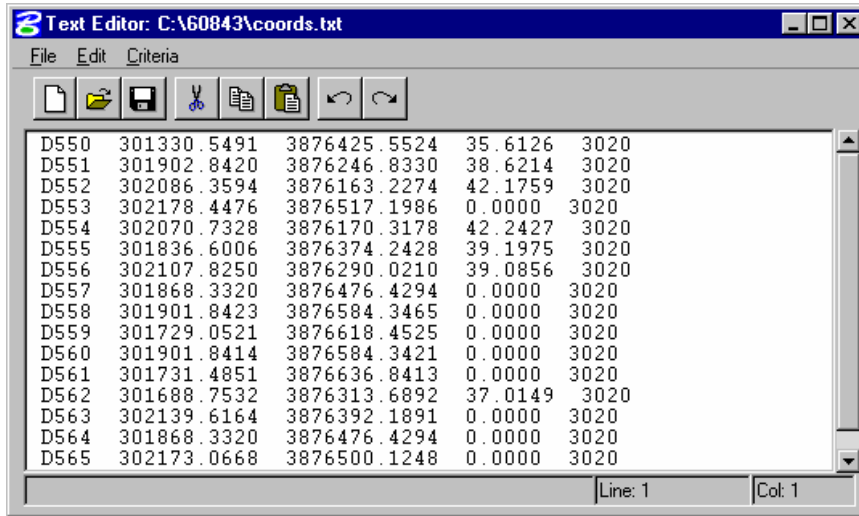 Text Editor: C:\60843\coords.txt
File Edit Criteria
D550 301330.5491 3876425.5524 35.6126 3020
D551 301902.8420 3876246.8330 38.6214 3020
D552 302086.3594 3876163.2274 42.1759 3020
D553 302178.4476 3876517.1986 0.0000 3020
D554 302070.7328 3876170.3178 42.2427 3020
D555 301836.6006 3876374.2428 39.1975 3020
D556 302107.8250 3876290.0210 39.0856 3020
D557 301868.3320 3876476.4294 0.0000 3020
D558 301901.8423 3876584.3465 0.0000 3020
D559 301729.0521 3876618.4525 0.0000 3020
D560 301901.8414 3876584.3421 0.0000 3020
D561 301731.4851 3876636.8413 0.0000 3020
D562 301688.7532 3876313.6892 37.0149 3020
D563 302139.6164 3876392.1891 0.0000 3020
D564 301868.3320 3876476.4294 0.0000 3020
D565 302173.0668 3876500.1248 0.0000 3020
Line: 1 Col: 1